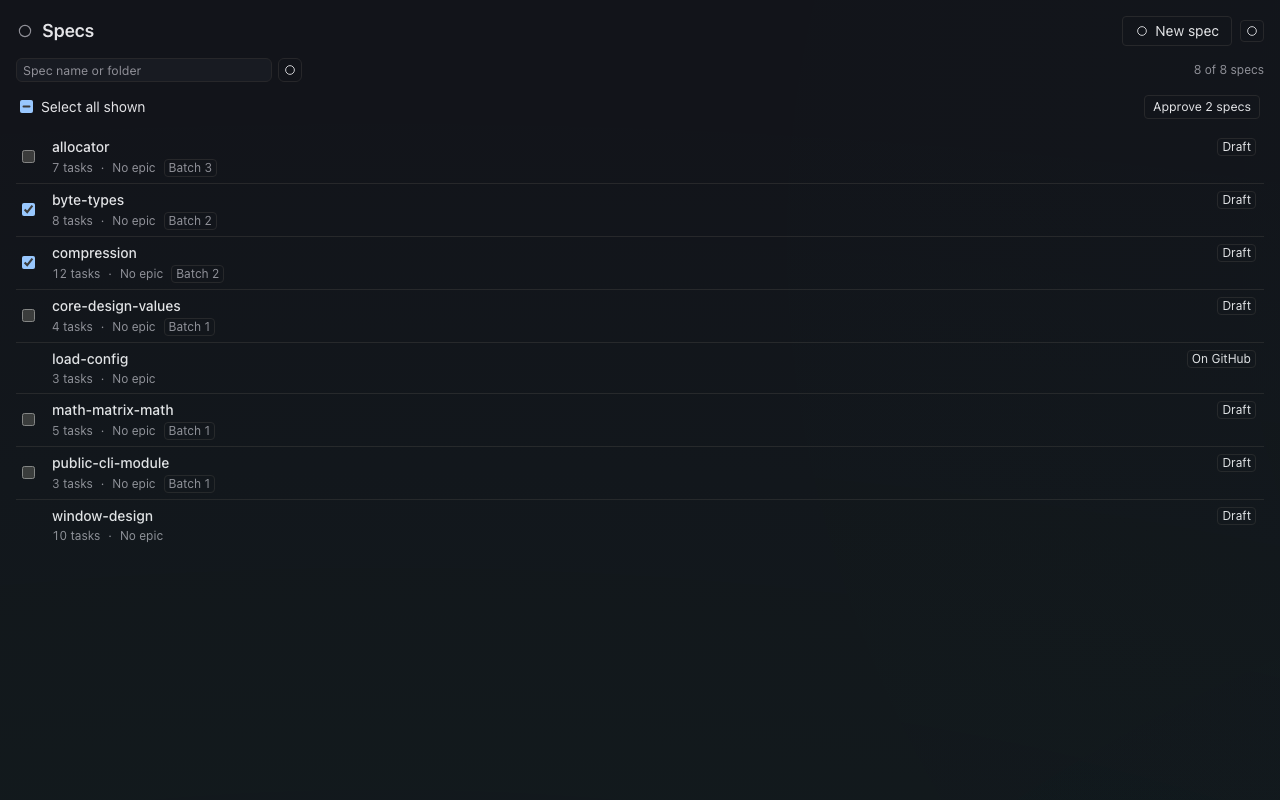 Specs
New spec
Spec name or folder
8 of 8 specs
Select all shown
Approve 2 specs
allocator
Draft
7 tasks · No epic Batch 3
byte-types
Draft
8 tasks · No epic Batch 2
compression
Draft
12 tasks · No epic Batch 2
core-design-values
Draft
4 tasks · No epic Batch 1
load-config
On GitHub
3 tasks · No epic
math-matrix-math
Draft
5 tasks · No epic Batch 1
public-cli-module
Draft
3 tasks · No epic Batch 1
window-design
Draft
10 tasks · No epic